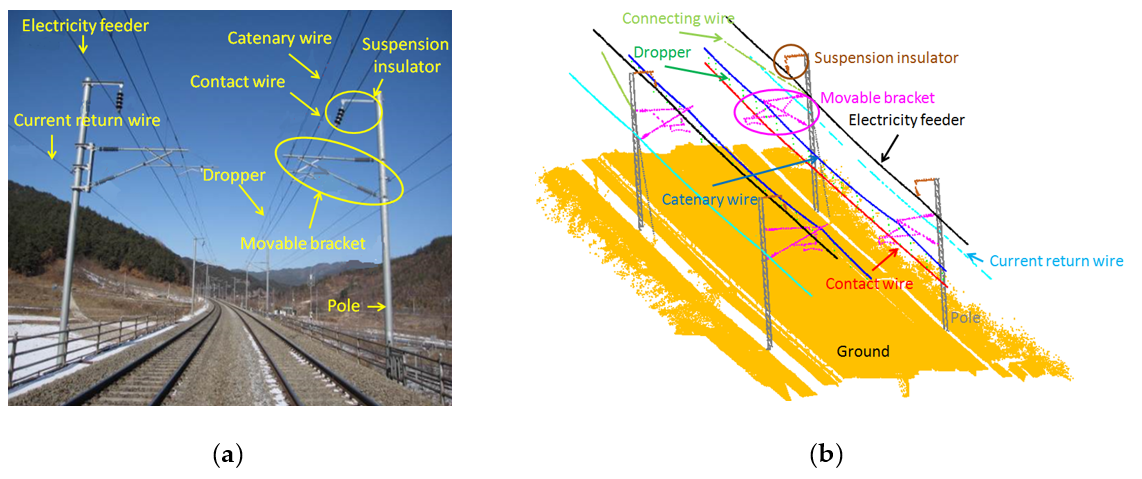 Electricity feeder
Catenary wire
Suspension
insulator
Contact wire
Current return wire
Dropper
Movable bracket
Pole
(a)
Connecting wire
Dropper
Suspension insulator
Movable bracket
Electricity feeder
Catenary wire
Current return wire
Contact wire
Pole
Ground
(b)